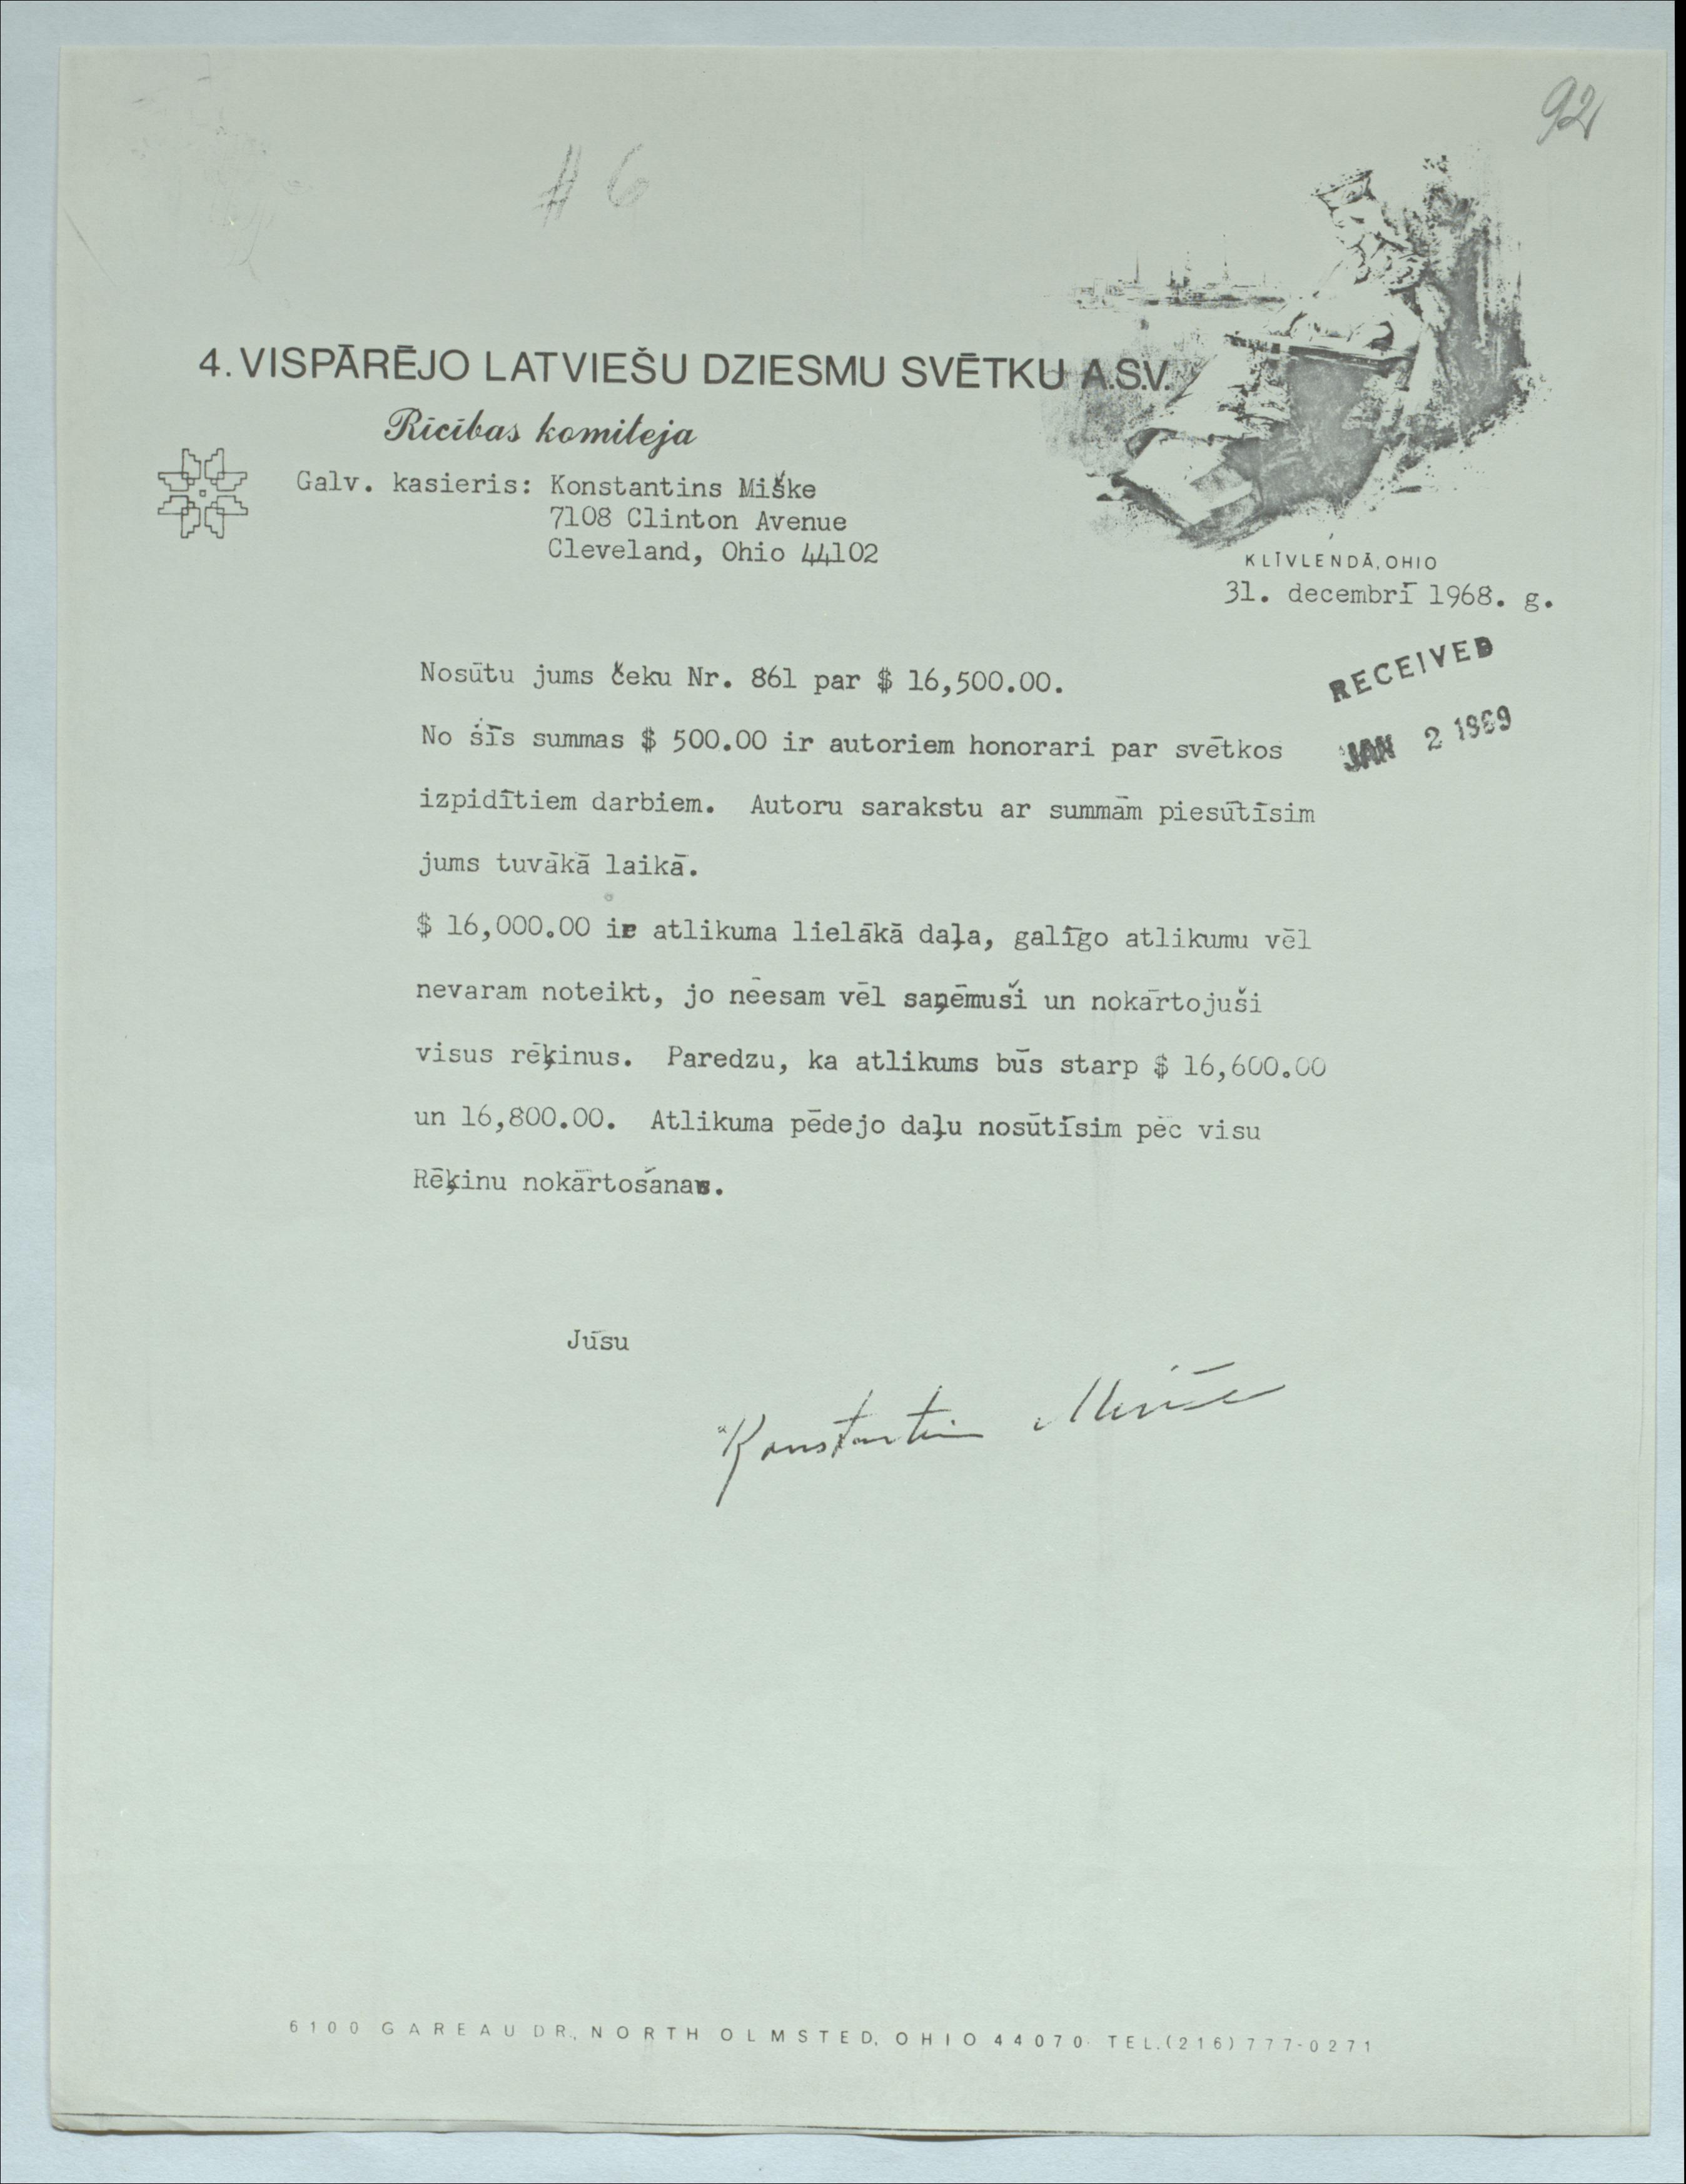 92
# 6
4. VISPĀRĒJO LATVIEŠU DZIESMU SVĒTKU A.S.V.
Rīcības komiteja
Galv. kasieris: Konstantins Miške
7108 Clinton Avenue
Cleveland, Ohio 44102
KLĪVLENDĀ, OHIO
31. decembrī 1968. g.
RECEIVED
JAN 2 1969
Nosūtu jums čeku Nr. 861 par $ 16,500.00.
No šīs summas $ 500.00 ir autoriem honorari par svētkos
izpidītiem darbiem. Autoru sarakstu ar summām piesūtīsim
jums tuvākā laikā.
$ 16,000.00 ir atlikuma lielākā daļa, galīgo atlikumu vēl
nevaram noteikt, jo nēesam vēl saņēmuši un nokārtojuši
visus rēķinus. Paredzu, ka atlikums būs starp $ 16,600.00
un 16,800.00. Atlikuma pēdejo daļu nosūtīsim pēc visu
Rēķinu nokārtošanas.
Jūsu
Konstantin Miške
6100 GAREAU DR., NORTH OLMSTED, OHIO 44070. TEL. (216) 777-0271